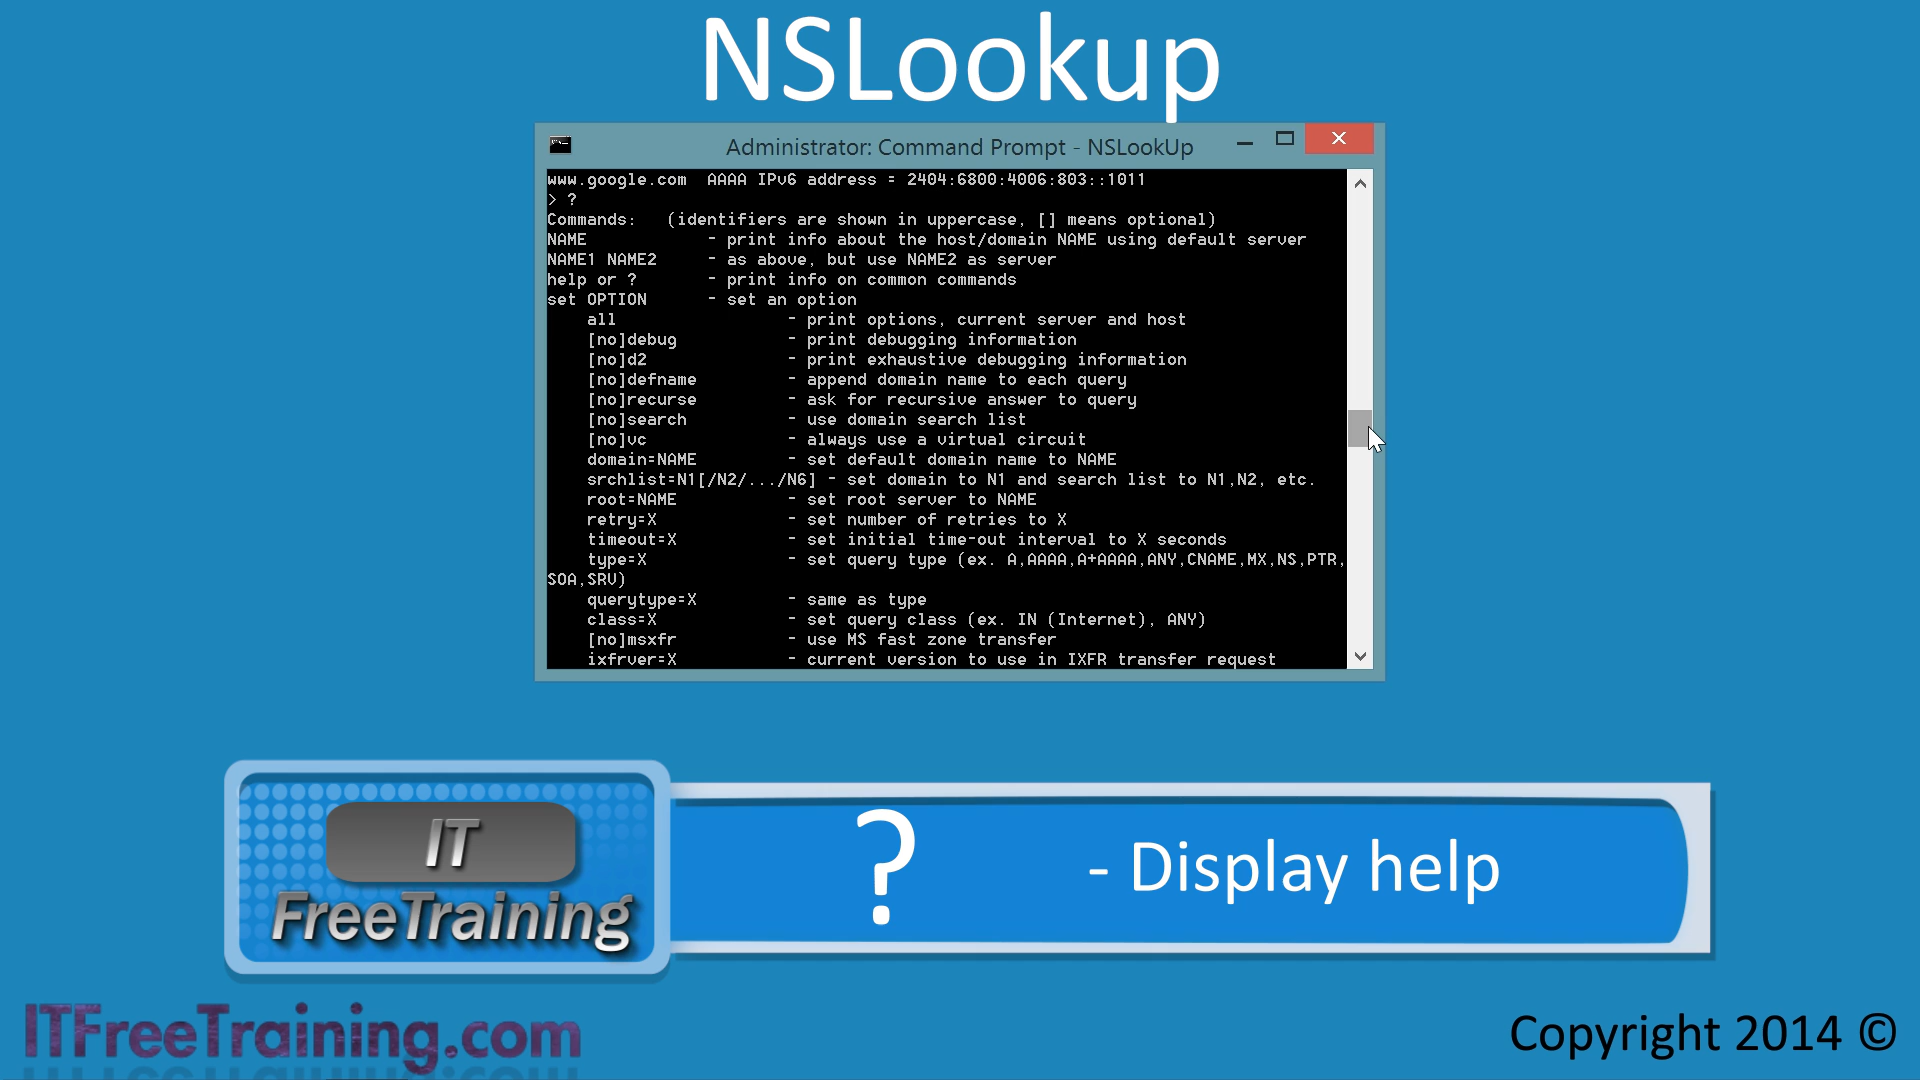 NSLookup
Administrator: Command Prompt - NSLookUp
www.google.com  AAAA IPv6 address = 2404:6800:4006:803::1011
> ?
Commands:   (identifiers are shown in uppercase, [] means optional)
NAME            - print info about the host/domain NAME using default server
NAME1 NAME2     - as above, but use NAME2 as server
help or ?       - print info on common commands
set OPTION      - set an option
    all                 - print options, current server and host
    [no]debug           - print debugging information
    [no]d2              - print exhaustive debugging information
    [no]defname         - append domain name to each query
    [no]recurse         - ask for recursive answer to query
    [no]search          - use domain search list
    [no]vc              - always use a virtual circuit
    domain=NAME         - set default domain name to NAME
    srchlist=N1[/N2/.../N6] - set domain to N1 and search list to N1,N2, etc.
    root=NAME           - set root server to NAME
    retry=X             - set number of retries to X
    timeout=X           - set initial time-out interval to X seconds
    type=X              - set query type (ex. A,AAAA,A+AAAA,ANY,CNAME,MX,NS,PTR,
SOA,SRV)
    querytype=X         - same as type
    class=X             - set query class (ex. IN (Internet), ANY)
    [no]msxfr           - use MS fast zone transfer
    ixfrver=X           - current version to use in IXFR transfer request
IT
FreeTraining
? - Display help
ITFreeTraining.com
Copyright 2014 ©